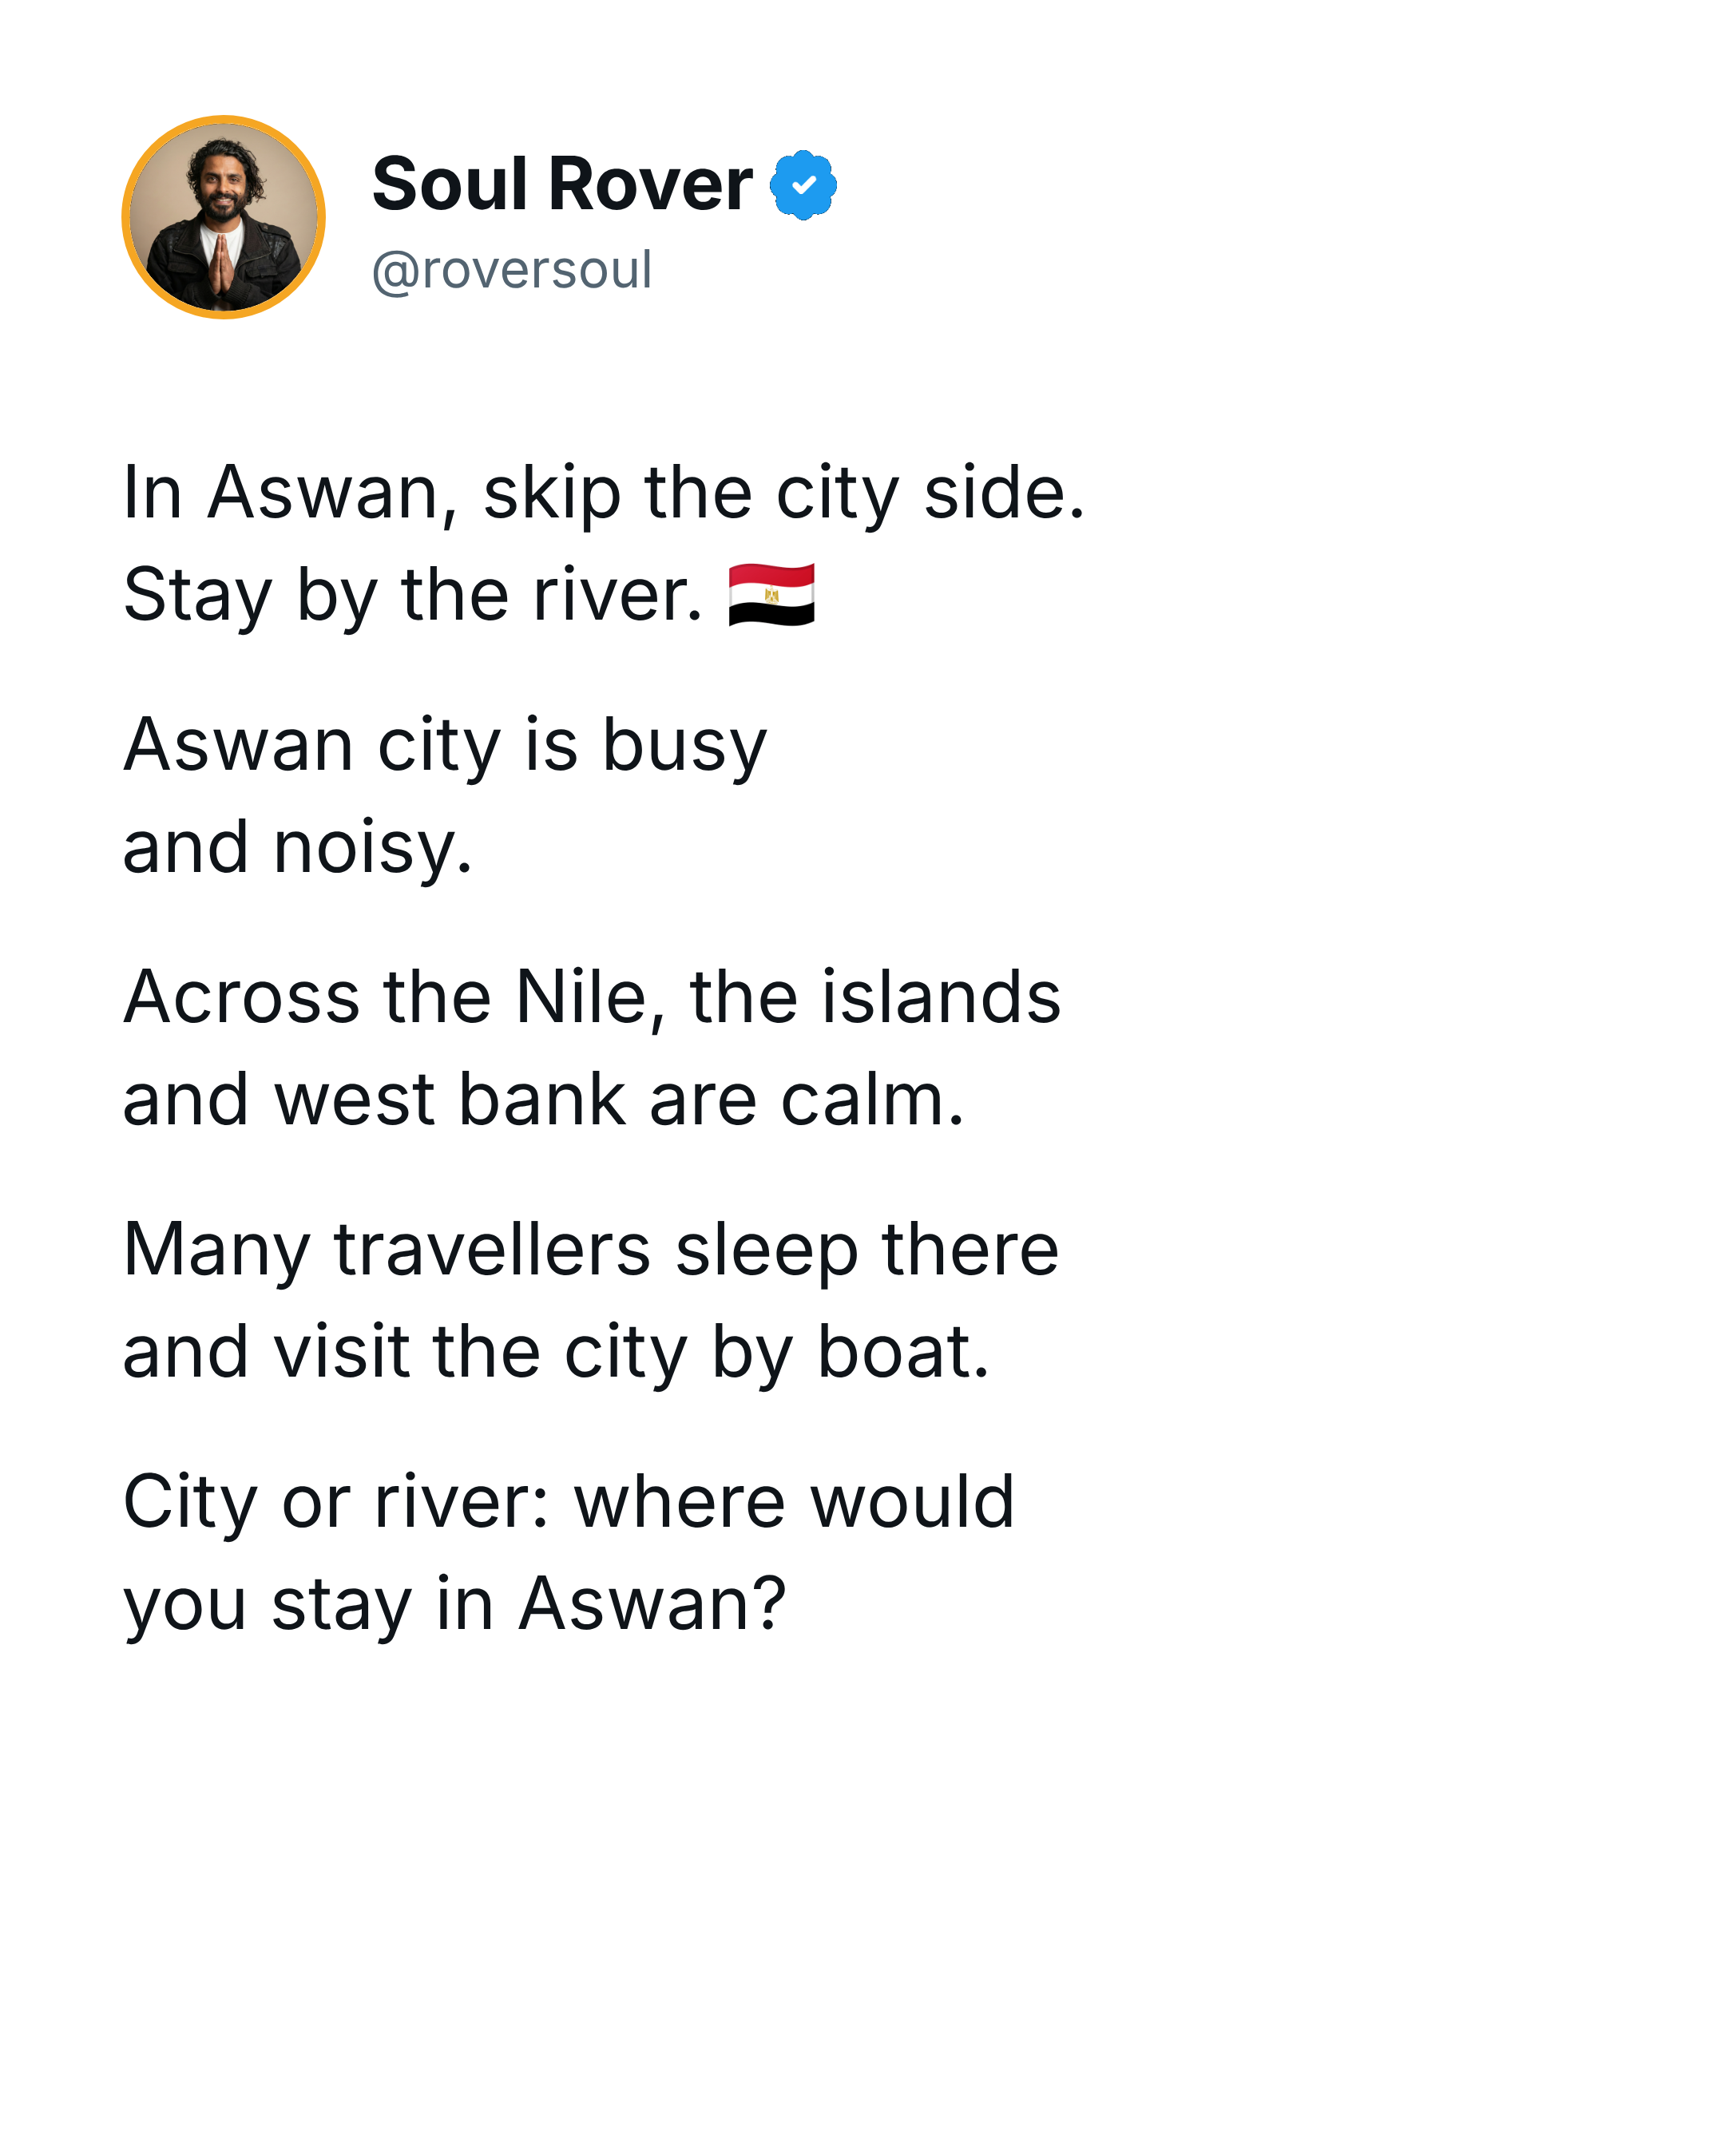 Soul Rover
@roversoul
In Aswan, skip the city side.
Stay by the river. 🇪🇬
Aswan city is busy
and noisy.
Across the Nile, the islands
and west bank are calm.
Many travellers sleep there
and visit the city by boat.
City or river: where would
you stay in Aswan?